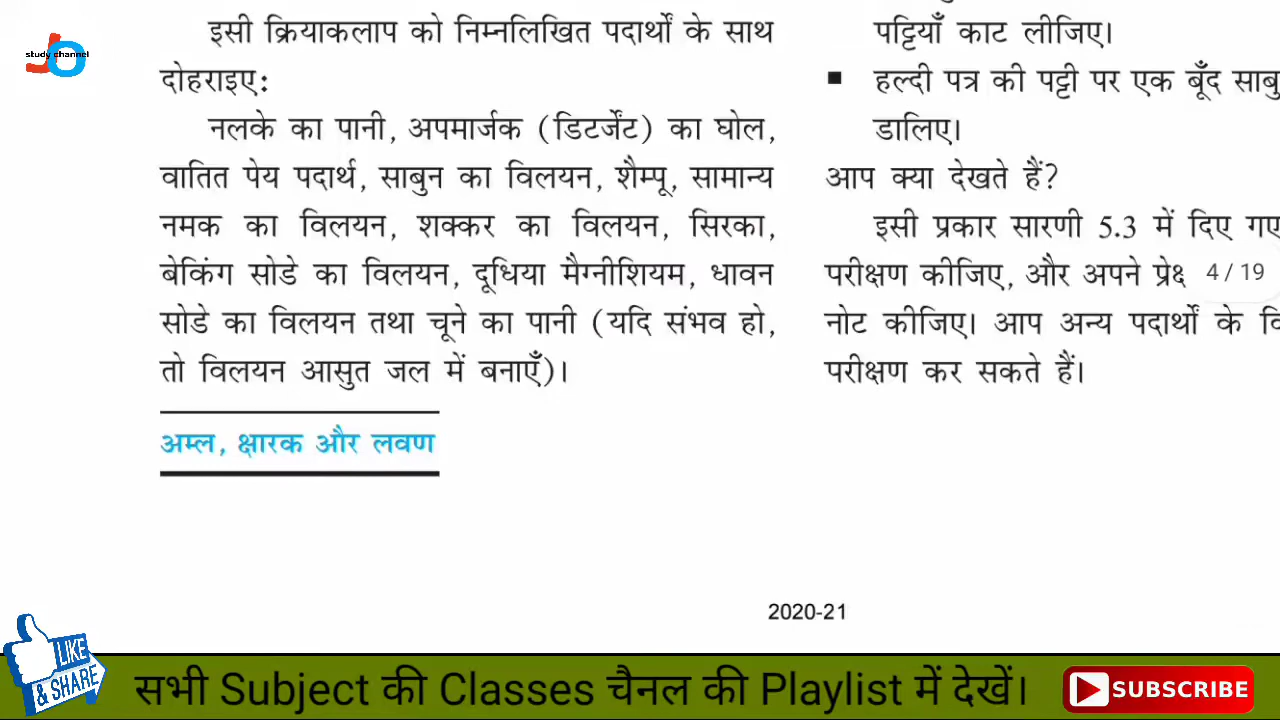 study channel
इसी क्रियाकलाप को निम्नलिखित पदार्थों के साथ
दोहराइए:
नलके का पानी, अपमार्जक (डिटर्जेंट) का घोल,
वातित पेय पदार्थ, साबुन का विलयन, शैम्पू, सामान्य
नमक का विलयन, शक्कर का विलयन, सिरका,
बेकिंग सोडे का विलयन, दूधिया मैग्नीशियम, धावन
सोडे का विलयन तथा चूने का पानी (यदि संभव हो,
तो विलयन आसुत जल में बनाएँ)।
अम्ल, क्षारक और लवण
पट्टियाँ काट लीजिए।
■ हल्दी पत्र की पट्टी पर एक बूँद साबु
डालिए।
आप क्या देखते हैं?
इसी प्रकार सारणी 5.3 में दिए गए
परीक्षण कीजिए, और अपने प्रेक्ष
4 / 19
नोट कीजिए। आप अन्य पदार्थों के वि
परीक्षण कर सकते हैं।
2020-21
LIKE
& SHARE
सभी Subject की Classes चैनल की Playlist में देखें।
SUBSCRIBE